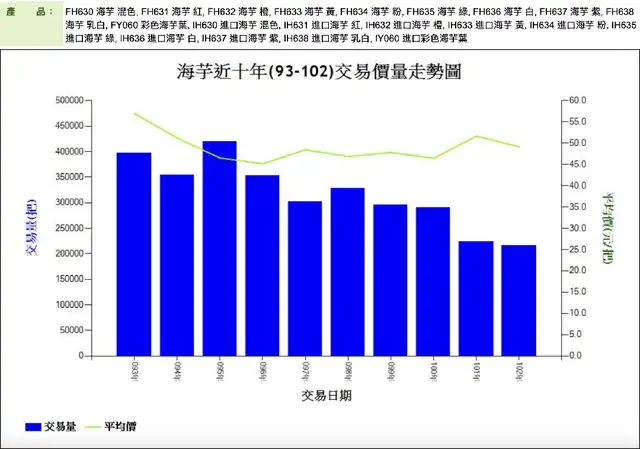 產 品： FH630 海芋 混色, FH631 海芋 紅, FH632 海芋 橙, FH633 海芋 黃, FH634 海芋 粉, FH635 海芋 綠, FH636 海芋 白, FH637 海芋 紫, FH638
海芋 乳白, FY060 彩色海芋葉, IH630 進口海芋 混色, IH631 進口海芋 紅, IH632 進口海芋 橙, IH633 進口海芋 黃, IH634 進口海芋 粉, IH635
進口海芋 綠, IH636 進口海芋 白, IH637 進口海芋 紫, IH638 進口海芋 乳白, IY060 進口彩色海芋葉
海芋近十年(93-102)交易價量走勢圖
500000
450000
400000
350000
300000
250000
200000
150000
100000
50000
0
交易量(把)
60.0
55.0
50.0
45.0
40.0
35.0
30.0
25.0
20.0
15.0
10.0
5.0
0.0
平均價(元/把)
093年
094年
095年
096年
097年
098年
099年
100年
101年
102年
交易日期
交易量 平均價